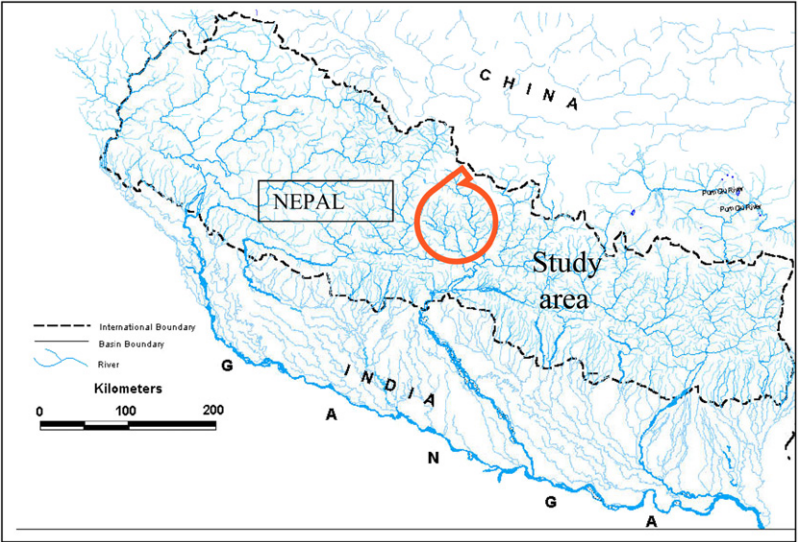 CHINA
Pum Qu River
Pum Qu River
NEPAL
Study
area
International Boundary
Basin Boundary
River
Kilometers
0 100 200
INDIA
GANGA